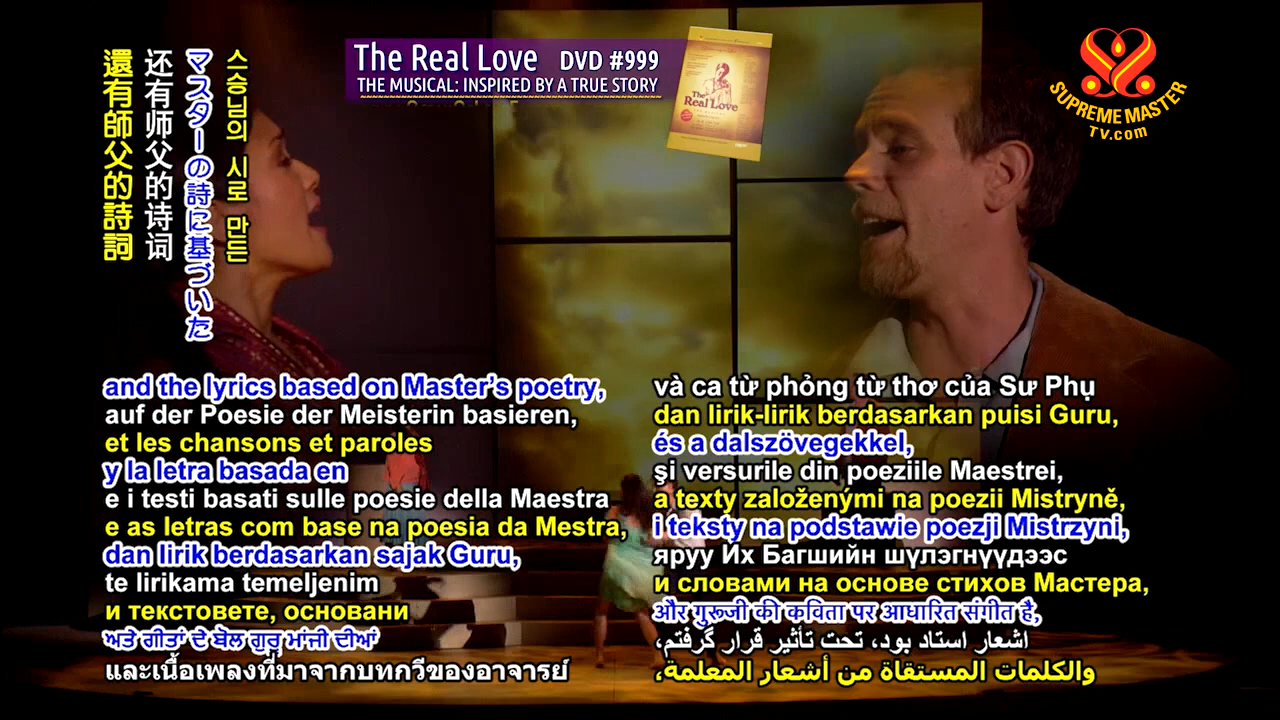 The Real Love DVD #999
THE MUSICAL: INSPIRED BY A TRUE STORY
The Real Love
SUPREME MASTER
TV.com
스승님의 시로 만든
マスターの詩に基づいた
还有师父的诗词
還有師父的詩詞
and the lyrics based on Master's poetry,
auf der Poesie der Meisterin basieren,
et les chansons et paroles
y la letra basada en
e i testi basati sulle poesie della Maestra
e as letras com base na poesia da Mestra,
dan lirik berdasarkan sajak Guru,
te lirikama temeljenim
и текстовете, основани
ਅਤੇ ਗੀਤਾਂ ਦੇ ਬੋਲ ਗੁਰੂ ਮਾਂਜੀ ਦੀਆਂ
และเนื้อเพลงที่มาจากบทกวีของอาจารย์
và ca từ phỏng từ thơ của Sư Phụ
dan lirik-lirik berdasarkan puisi Guru,
és a dalszövegekkel,
şi versurile din poeziile Maestrei,
a texty založenými na poezii Mistryně,
i teksty na podstawie poezji Mistrzyni,
яруу Их Багшийн шүлэгнүүдээс
и словами на основе стихов Мастера,
और गुरूजी की कविता पर आधारित संगीत है,
اشعار استاد بود، تحت تأثیر قرار گرفتم،
والكلمات المستقاة من أشعار المعلمة،